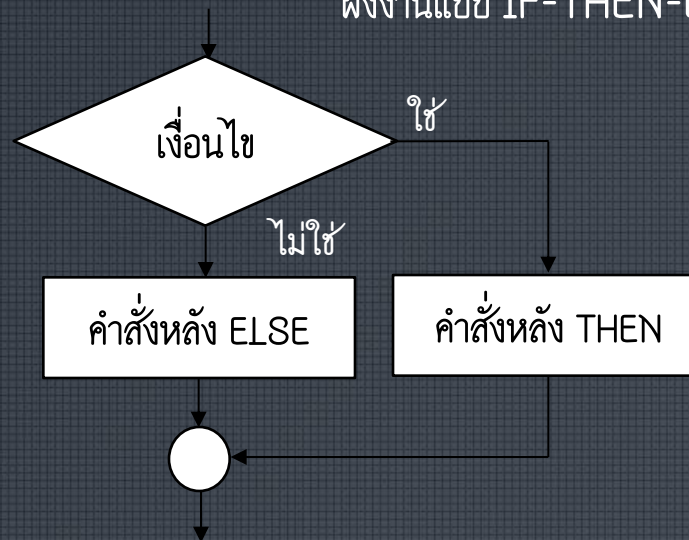 ผังงานแบบ IF-THEN-
ใช่
เงื่อนไข
ไม่ใช่
คำสั่งหลัง ELSE
คำสั่งหลัง THEN